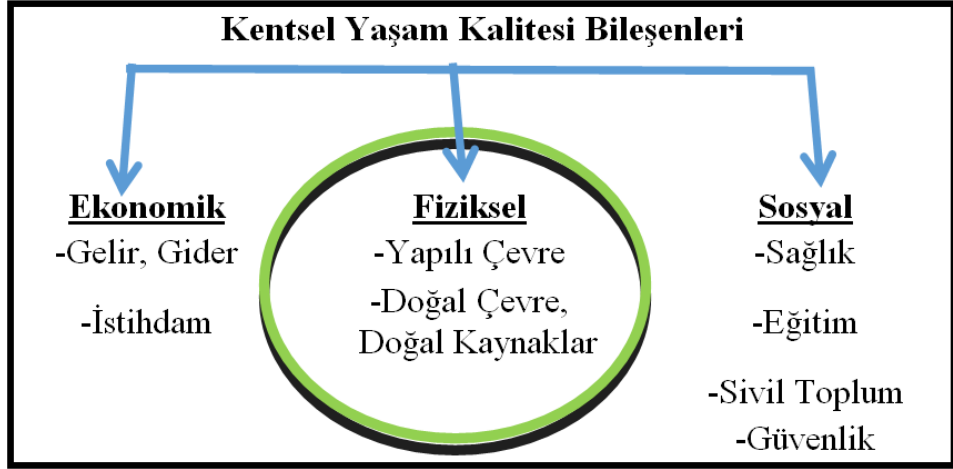 Kentsel Yaşam Kalitesi Bileşenleri
Ekonomik
-Gelir, Gider
-İstihdam
Fiziksel
-Yapılı Çevre
-Doğal Çevre,
Doğal Kaynaklar
Sosyal
-Sağlık
-Eğitim
-Sivil Toplum
-Güvenlik